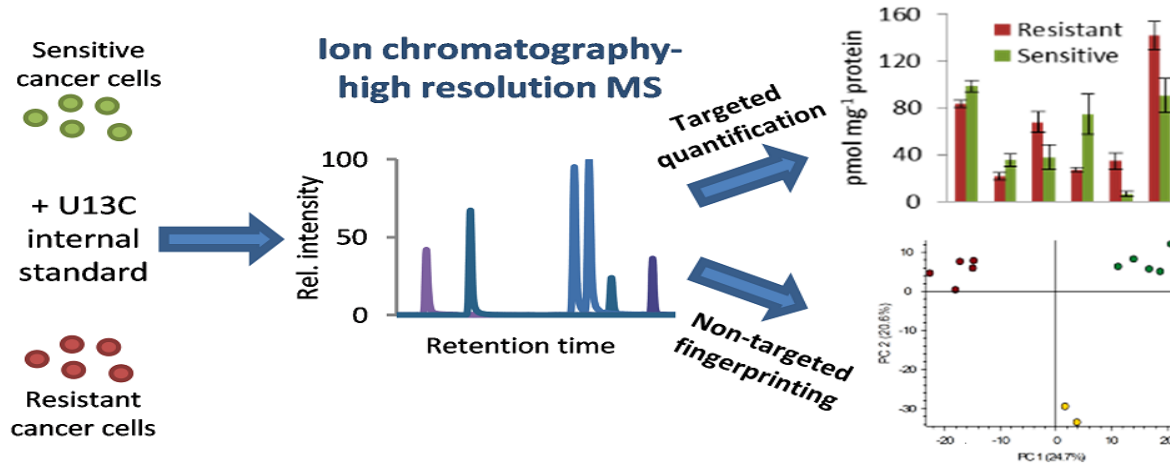 Sensitive
cancer cells
+ U13C
internal
standard
Resistant
cancer cells
Ion chromatography-
high resolution MS
Rel. intensity
100
50
0
Retention time
Targeted
quantification
Non-targeted
fingerprinting
pmol mg⁻¹ protein
160
120
80
40
0
Resistant
Sensitive
PC 2 (20.6%)
10
0
-10
-20
-30
-20
-10
0
10
20
PC 1 (24.7%)